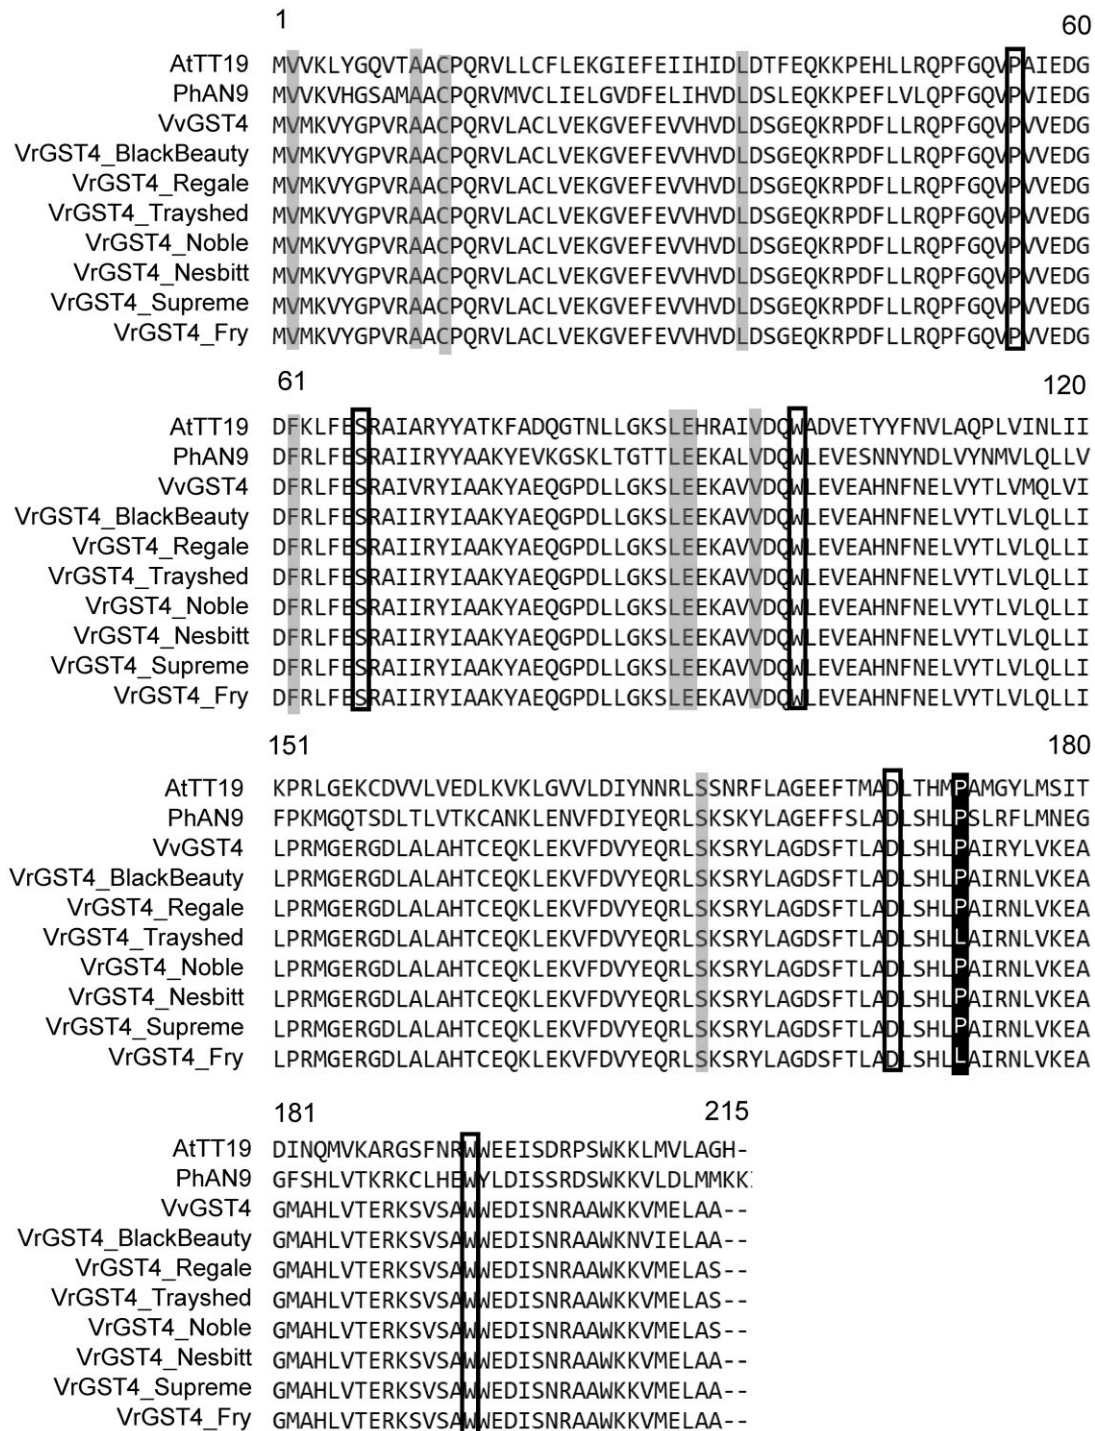 1 60
AtTT19 MVVKLYGQVTAACPQRVLLCFLEKGIEFEIIHIDLDTFEQKKPEHLLRQPFGQVPAIEDG
PhAN9 MVVKVHGSAMAACPQRVMVCLIELGVDFELIHVDLDSLEQKKPEFLVLQPFGQVPVIEDG
VvGST4 MVMKVYGPVRAACPQRVLACLVEKGVEFEVVHVDLDSGEQKRPDFLLRQPFGQVPVVEDG
VrGST4_BlackBeauty MVMKVYGPVRAACPQRVLACLVEKGVEFEVVHVDLDSGEQKRPDFLLRQPFGQVPVVEDG
VrGST4_Regale MVMKVYGPVRAACPQRVLACLVEKGVEFEVVHVDLDSGEQKRPDFLLRQPFGQVPVVEDG
VrGST4_Trayshed MVMKVYGPVRAACPQRVLACLVEKGVEFEVVHVDLDSGEQKRPDFLLRQPFGQVPVVEDG
VrGST4_Noble MVMKVYGPVRAACPQRVLACLVEKGVEFEVVHVDLDSGEQKRPDFLLRQPFGQVPVVEDG
VrGST4_Nesbitt MVMKVYGPVRAACPQRVLACLVEKGVEFEVVHVDLDSGEQKRPDFLLRQPFGQVPVVEDG
VrGST4_Supreme MVMKVYGPVRAACPQRVLACLVEKGVEFEVVHVDLDSGEQKRPDFLLRQPFGQVPVVEDG
VrGST4_Fry MVMKVYGPVRAACPQRVLACLVEKGVEFEVVHVDLDSGEQKRPDFLLRQPFGQVPVVEDG
61 120
AtTT19 DFKLFESRAIARYYATKFADQGTNLLGKSLEHRAIVDQWADVETYYFNVLAQPLVINLII
PhAN9 DFRLFESRAIIRYYAAKYEVKGSKLTGTTLEEKALVDQWLEVESNNYNDLVYNMVLQLLV
VvGST4 DFRLFESRAIVRYIAAKYAEQGPDLLGKSLEEKAVVDQWLEVEAHNFNELVYTLVMQLVI
VrGST4_BlackBeauty DFRLFESRAIIRYIAAKYAEQGPDLLGKSLEEKAVVDQWLEVEAHNFNELVYTLVLQLLI
VrGST4_Regale DFRLFESRAIIRYIAAKYAEQGPDLLGKSLEEKAVVDQWLEVEAHNFNELVYTLVLQLLI
VrGST4_Trayshed DFRLFESRAIIRYIAAKYAEQGPDLLGKSLEEKAVVDQWLEVEAHNFNELVYTLVLQLLI
VrGST4_Noble DFRLFESRAIIRYIAAKYAEQGPDLLGKSLEEKAVVDQWLEVEAHNFNELVYTLVLQLLI
VrGST4_Nesbitt DFRLFESRAIIRYIAAKYAEQGPDLLGKSLEEKAVVDQWLEVEAHNFNELVYTLVLQLLI
VrGST4_Supreme DFRLFESRAIIRYIAAKYAEQGPDLLGKSLEEKAVVDQWLEVEAHNFNELVYTLVLQLLI
VrGST4_Fry DFRLFESRAIIRYIAAKYAEQGPDLLGKSLEEKAVVDQWLEVEAHNFNELVYTLVLQLLI
151 180
AtTT19 KPRLGEKCDVVLVEDLKVKLGVVLDIYNNRLSSNRFLAGEEFTMADLTHMPAMGYLMSIT
PhAN9 FPKMGQTSDLTLVTKCANKLENVFDIYEQRLSKSKYLAGEFFSLADLSHLPSLRFLMNEG
VvGST4 LPRMGERGDLALAHTCEQKLEKVFDVYEQRLSKSRYLAGDSFTLADLSHLPAIRYLVKEA
VrGST4_BlackBeauty LPRMGERGDLALAHTCEQKLEKVFDVYEQRLSKSRYLAGDSFTLADLSHLPAIRNLVKEA
VrGST4_Regale LPRMGERGDLALAHTCEQKLEKVFDVYEQRLSKSRYLAGDSFTLADLSHLPAIRNLVKEA
VrGST4_Trayshed LPRMGERGDLALAHTCEQKLEKVFDVYEQRLSKSRYLAGDSFTLADLSHLLAIRNLVKEA
VrGST4_Noble LPRMGERGDLALAHTCEQKLEKVFDVYEQRLSKSRYLAGDSFTLADLSHLPAIRNLVKEA
VrGST4_Nesbitt LPRMGERGDLALAHTCEQKLEKVFDVYEQRLSKSRYLAGDSFTLADLSHLPAIRNLVKEA
VrGST4_Supreme LPRMGERGDLALAHTCEQKLEKVFDVYEQRLSKSRYLAGDSFTLADLSHLPAIRNLVKEA
VrGST4_Fry LPRMGERGDLALAHTCEQKLEKVFDVYEQRLSKSRYLAGDSFTLADLSHLLAIRNLVKEA
181 215
AtTT19 DINQMVKARGSFNRWWEEISDRPSWKKLMVLAGH-
PhAN9 GFSHLVTKRKCLHEWYLDISSRDSWKKVLDLMMKK
VvGST4 GMAHLVTERKSVSAWWEDISNRAAWKKVMELAA--
VrGST4_BlackBeauty GMAHLVTERKSVSAWWEDISNRAAWKNVIELAA--
VrGST4_Regale GMAHLVTERKSVSAWWEDISNRAAWKKVMELAS--
VrGST4_Trayshed GMAHLVTERKSVSAWWEDISNRAAWKKVMELAS--
VrGST4_Noble GMAHLVTERKSVSAWWEDISNRAAWKKVMELAS--
VrGST4_Nesbitt GMAHLVTERKSVSAWWEDISNRAAWKKVMELAA--
VrGST4_Supreme GMAHLVTERKSVSAWWEDISNRAAWKKVMELAA--
VrGST4_Fry GMAHLVTERKSVSAWWEDISNRAAWKKVMELAA--